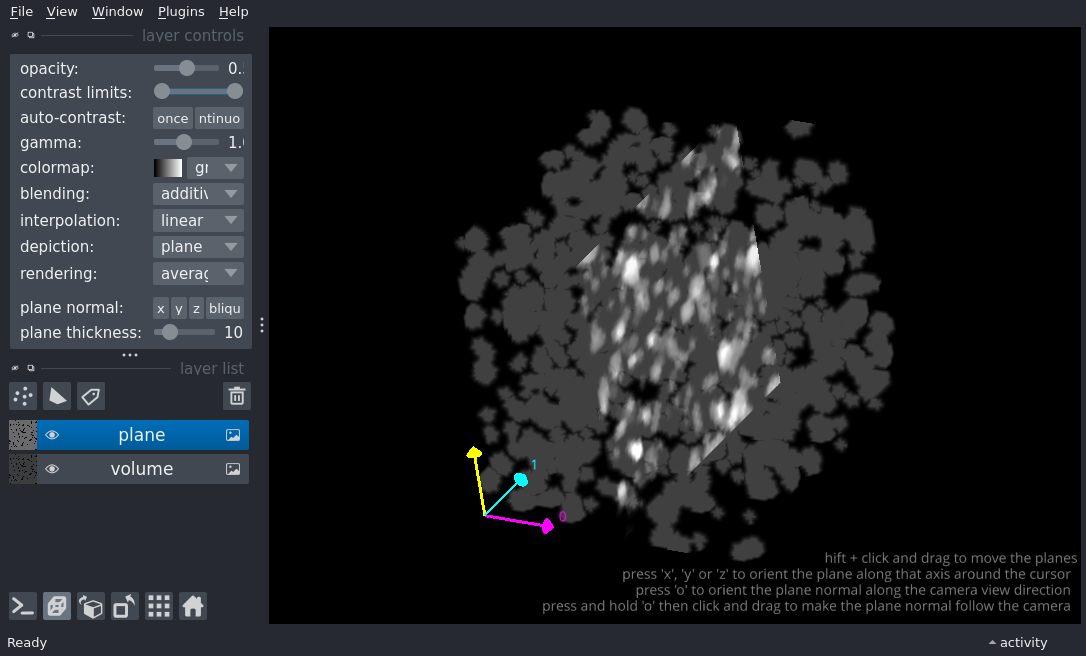 File View Window Plugins Help
layer controls
opacity: 0.
contrast limits:
auto-contrast: once ntinuo
gamma: 1.
colormap: gr
blending: additiv
interpolation: linear
depiction: plane
rendering: averag
plane normal: x y z bliqu
plane thickness: 10
layer list
plane
volume
1
0
hift + click and drag to move the planes
press 'x', 'y' or 'z' to orient the plane along that axis around the cursor
press 'o' to orient the plane normal along the camera view direction
press and hold 'o' then click and drag to make the plane normal follow the camera
Ready activity